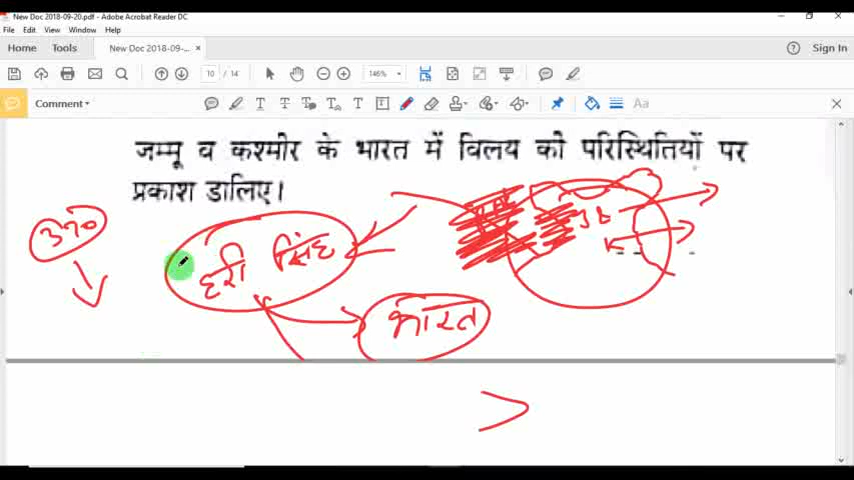 New Doc 2018-09-20.pdf - Adobe Acrobat Reader DC
File Edit View Window Help
Home Tools New Doc 2018-09-... × Sign In
10 / 14 146%
Comment
जम्मू व कश्मीर के भारत में विलय की परिस्थितियों पर
प्रकाश डालिए।
370
हरी सिंह
J &
K
भारत